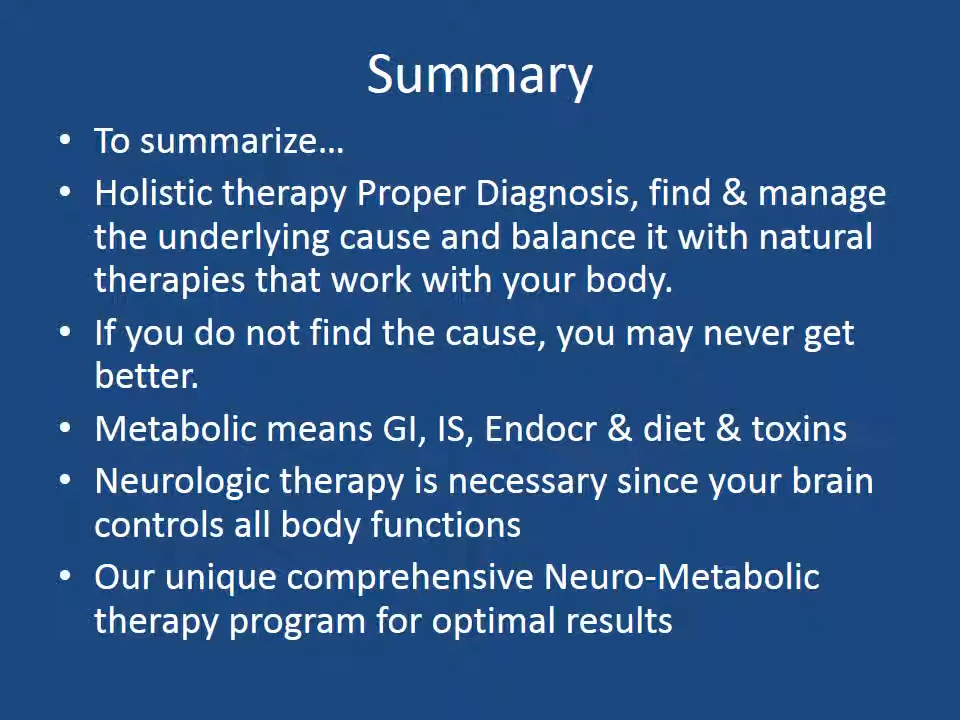 Summary
• To summarize…
• Holistic therapy Proper Diagnosis, find & manage
the underlying cause and balance it with natural
therapies that work with your body.
• If you do not find the cause, you may never get
better.
• Metabolic means GI, IS, Endocr & diet & toxins
• Neurologic therapy is necessary since your brain
controls all body functions
• Our unique comprehensive Neuro-Metabolic
therapy program for optimal results